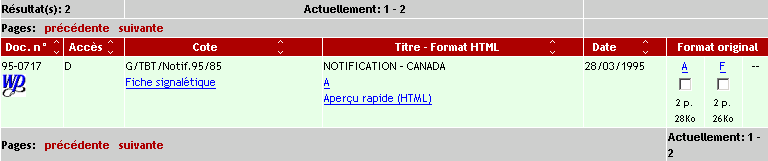 Résultat(s): 2 Actuellement: 1 - 2
Pages: précédente suivante
Doc. n° Accès Cote Titre - Format HTML Date Format original
95-0717 D G/TBT/Notif.95/85 NOTIFICATION - CANADA 28/03/1995 A F --
WP Fiche signalétique A
Aperçu rapide (HTML) 2 p. 2 p.
28Ko 26Ko
Pages: précédente suivante Actuellement: 1 -
2